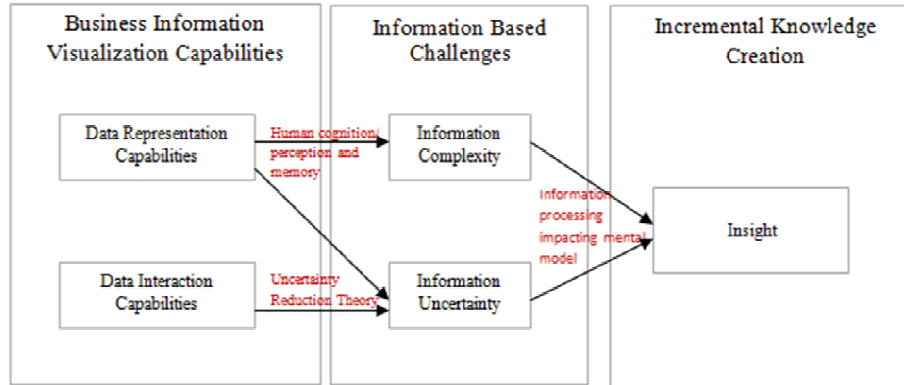 Business Information
Visualization Capabilities
Information Based
Challenges
Incremental Knowledge
Creation
Data Representation
Capabilities
Human cognition/
perception and
memory
Information
Complexity
Information
processing
impacting mental
model
Insight
Data Interaction
Capabilities
Uncertainty
Reduction Theory
Information
Uncertainty